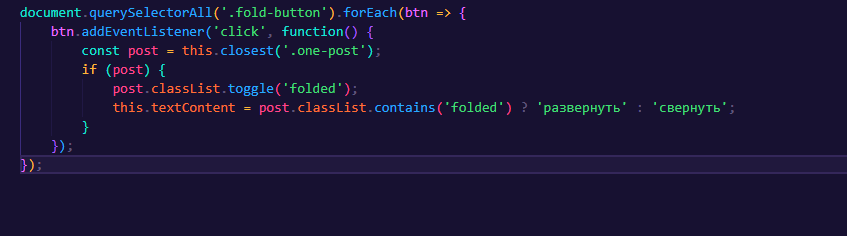 document.querySelectorAll('.fold-button').forEach(btn => {
    btn.addEventListener('click', function() {
        const post = this.closest('.one-post');
        if (post) {
            post.classList.toggle('folded');
            this.textContent = post.classList.contains('folded') ? 'развернуть' : 'свернуть';
        }
    });
});